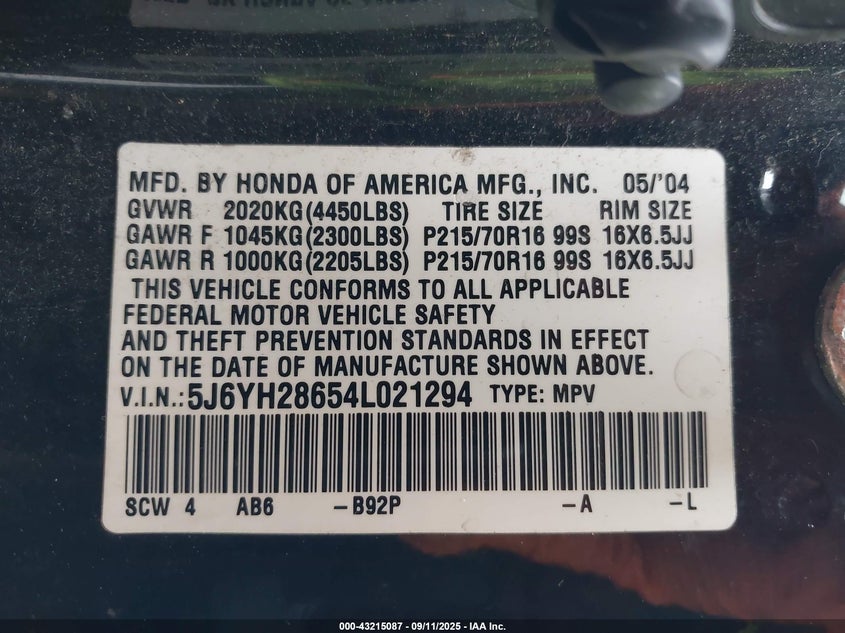 MFD. BY HONDA OF AMERICA MFG., INC. 05/'04
GVWR 2020KG(4450LBS) TIRE SIZE RIM SIZE
GAWR F 1045KG(2300LBS) P215/70R16 99S 16X6.5JJ
GAWR R 1000KG(2205LBS) P215/70R16 99S 16X6.5JJ
THIS VEHICLE CONFORMS TO ALL APPLICABLE
FEDERAL MOTOR VEHICLE SAFETY
AND THEFT PREVENTION STANDARDS IN EFFECT
ON THE DATE OF MANUFACTURE SHOWN ABOVE.
V.I.N.: 5J6YH28654L021294 TYPE: MPV
SCW 4 AB6 -B92P -A -L
000-43215087 - 09/11/2025 - IAA Inc.